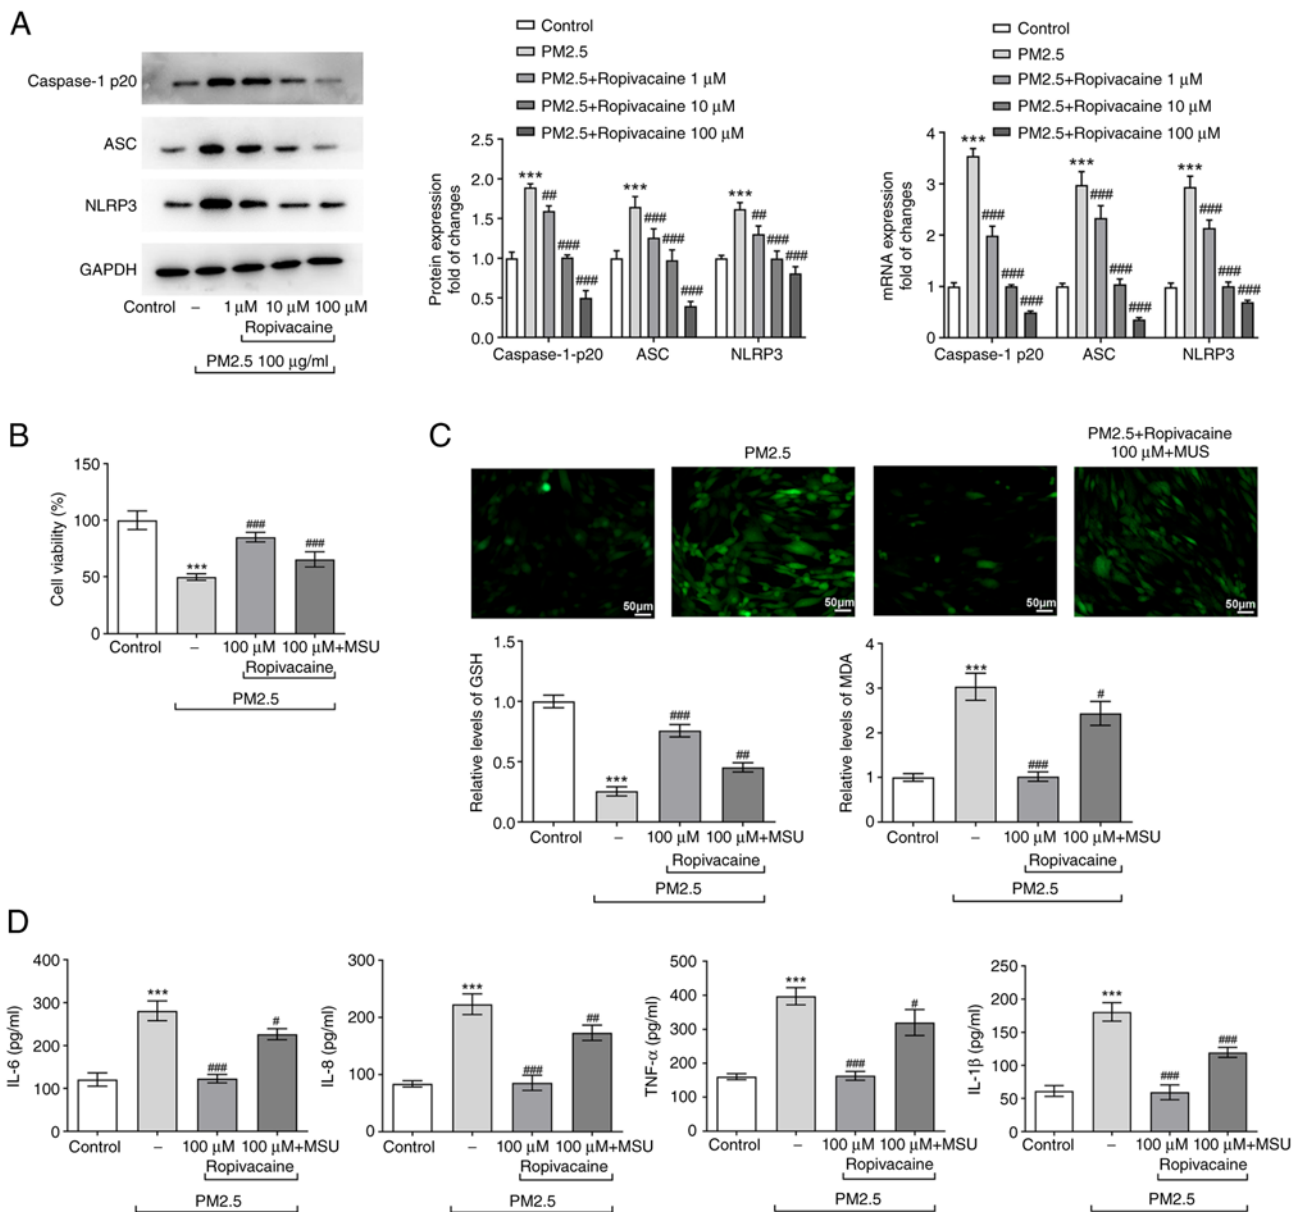 A
Caspase-1 p20
ASC
NLRP3
GAPDH
Control – 1 μM 10 μM 100 μM
Ropivacaine
PM2.5 100 μg/ml
Control
PM2.5
PM2.5+Ropivacaine 1 μM
PM2.5+Ropivacaine 10 μM
PM2.5+Ropivacaine 100 μM
Protein expression
fold of changes
2.5
2.0
1.5
1.0
0.5
0.0
*** ## ### ###
*** ### ### ###
*** ## ### ###
Caspase-1-p20 ASC NLRP3
Control
PM2.5
PM2.5+Ropivacaine 1 μM
PM2.5+Ropivacaine 10 μM
PM2.5+Ropivacaine 100 μM
mRNA expression
fold of changes
4
3
2
1
0
*** ### ### ###
*** ### ### ###
*** ### ### ###
Caspase-1 p20 ASC NLRP3
B
Cell viability (%)
150
100
50
0
*** ### ###
Control – 100 μM 100 μM+MSU
Ropivacaine
PM2.5
C
PM2.5
PM2.5+Ropivacaine
100 μM+MUS
50μm 50μm 50μm 50μm
Relative levels of GSH
1.5
1.0
0.5
0.0
*** ### ##
Control – 100 μM 100 μM+MSU
Ropivacaine
PM2.5
Relative levels of MDA
4
3
2
1
0
*** ### #
Control – 100 μM 100 μM+MSU
Ropivacaine
PM2.5
D
IL-6 (pg/ml)
400
300
200
100
0
*** ### #
Control – 100 μM 100 μM+MSU
Ropivacaine
PM2.5
IL-8 (pg/ml)
300
200
100
0
*** ### ##
Control – 100 μM 100 μM+MSU
Ropivacaine
PM2.5
TNF-α (pg/ml)
500
400
300
200
100
0
*** ### #
Control – 100 μM 100 μM+MSU
Ropivacaine
PM2.5
IL-1β (pg/ml)
250
200
150
100
50
0
*** ### ###
Control – 100 μM 100 μM+MSU
Ropivacaine
PM2.5